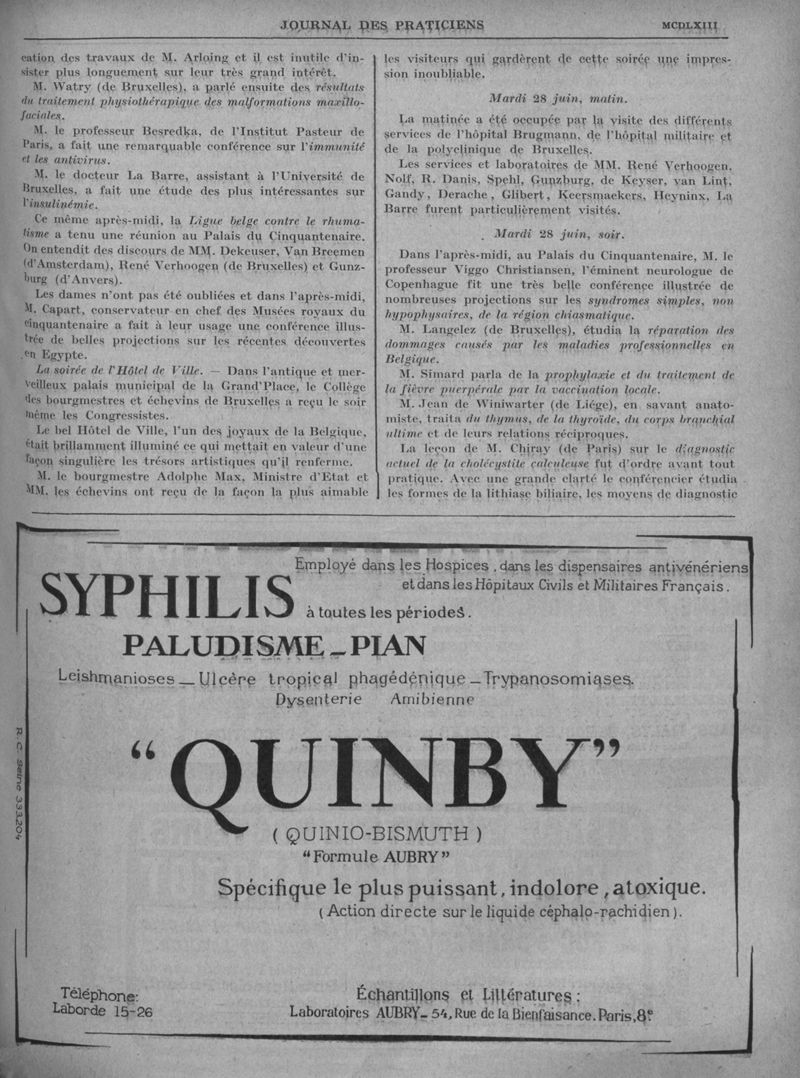 JOURNAL DES PRATICIENS MCDLXIII
cation des travaux de M. Arloing et il est inutile d'in-
sister plus longuement sur leur très grand intérêt.
M. Watry (de Bruxelles), a parlé ensuite des résultats
du traitement physiothérapique des malformations maxillo-
faciales.
M. le professeur Besredka, de l'Institut Pasteur de
Paris, a fait une remarquable conférence sur l'immunité
et les antivirus.
M. le docteur La Barre, assistant à l'Université de
Bruxelles, a fait une étude des plus intéressantes sur
l'insulinémie.
Ce même après-midi, la Ligue belge contre le rhuma-
tisme a tenu une réunion au Palais du Cinquantenaire.
On entendit des discours de MM. Dekeuser, Van Breemen
(d'Amsterdam), René Verhoogen (de Bruxelles) et Gunz-
burg (d'Anvers).
Les dames n'ont pas été oubliées et dans l'après-midi,
M. Capart, conservateur en chef des Musées royaux du
cinquantenaire a fait à leur usage une conférence illus-
trée de belles projections sur les récentes découvertes
en Egypte.
La soirée de l'Hôtel de Ville. — Dans l'antique et mer-
veilleux palais municipal de la Grand'Place, le Collège
des bourgmestres et échevins de Bruxelles a reçu le soir
même les Congressistes.
Le bel Hôtel de Ville, l'un des joyaux de la Belgique,
était brillamment illuminé ce qui mettait en valeur d'une
façon singulière les trésors artistiques qu'il renferme.
M. le bourgmestre Adolphe Max, Ministre d'Etat et
MM. les échevins ont reçu de la façon la plus aimable
les visiteurs qui gardèrent de cette soirée une impres-
sion inoubliable.
Mardi 28 juin, matin.
La matinée a été occupée par la visite des différents
services de l'hôpital Brugmann, de l'hôpital militaire et
de la polyclinique de Bruxelles.
Les services et laboratoires de MM. René Verhoogen,
Nolf, R. Danis, Spehl, Gunzburg, de Keyser, van Lint,
Gandy, Derache, Glibert, Keersmaekers, Heyninx, La
Barre furent particulièrement visités.
Mardi 28 juin, soir.
Dans l'après-midi, au Palais du Cinquantenaire, M. le
professeur Viggo Christiansen, l'éminent neurologue de
Copenhague fit une très belle conférence illustrée de
nombreuses projections sur les syndromes simples, non
hypophysaires, de la région chiasmatique.
M. Langelez (de Bruxelles), étudia la réparation des
dommages causés par les maladies professionnelles en
Belgique.
M. Simard parla de la prophylaxie et du traitement de
la fièvre puerpérale par la vaccination locale.
M. Jean de Winiwarter (de Liége), en savant anato-
miste, traita du thymus, de la thyroïde, du corps branchial
ultime et de leurs relations réciproques.
La leçon de M. Chiray (de Paris) sur le diagnostic
actuel de la cholécystite calculeuse fut d'ordre avant tout
pratique. Avec une grande clarté le conférencier étudia
les formes de la lithiase biliaire, les moyens de diagnostic
Employé dans les Hospices, dans les dispensaires antivénériens
et dans les Hôpitaux Civils et Militaires Français.
SYPHILIS à toutes les périodes.
PALUDISME _ PIAN
Leishmanioses _ Ulcère tropical phagédénique _ Trypanosomiases.
Dysenterie Amibienne
"QUINBY"
( QUINIO-BISMUTH )
"Formule AUBRY"
Spécifique le plus puissant, indolore, atoxique.
(Action directe sur le liquide céphalo-rachidien).
Téléphone:
Laborde 15-26
Échantillons et Littératures:
Laboratoires AUBRY_ 54, Rue de la Bienfaisance. Paris, 8e
R.C. Seine 333.204